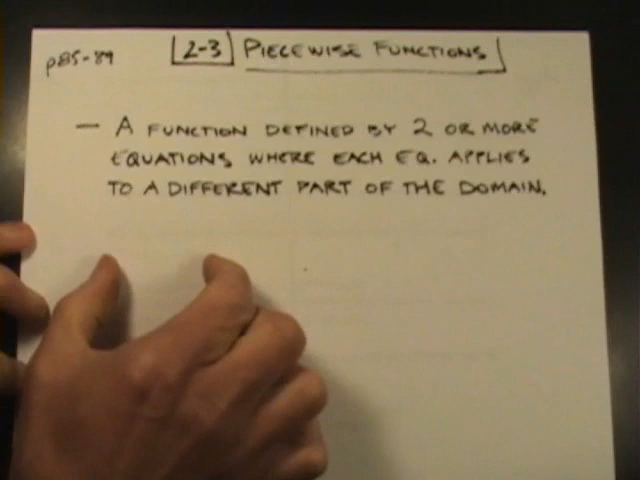 p85-89
2-3 PIECEWISE FUNCTIONS
— A FUNCTION DEFINED BY 2 OR MORE
EQUATIONS WHERE EACH EQ. APPLIES
TO A DIFFERENT PART OF THE DOMAIN.